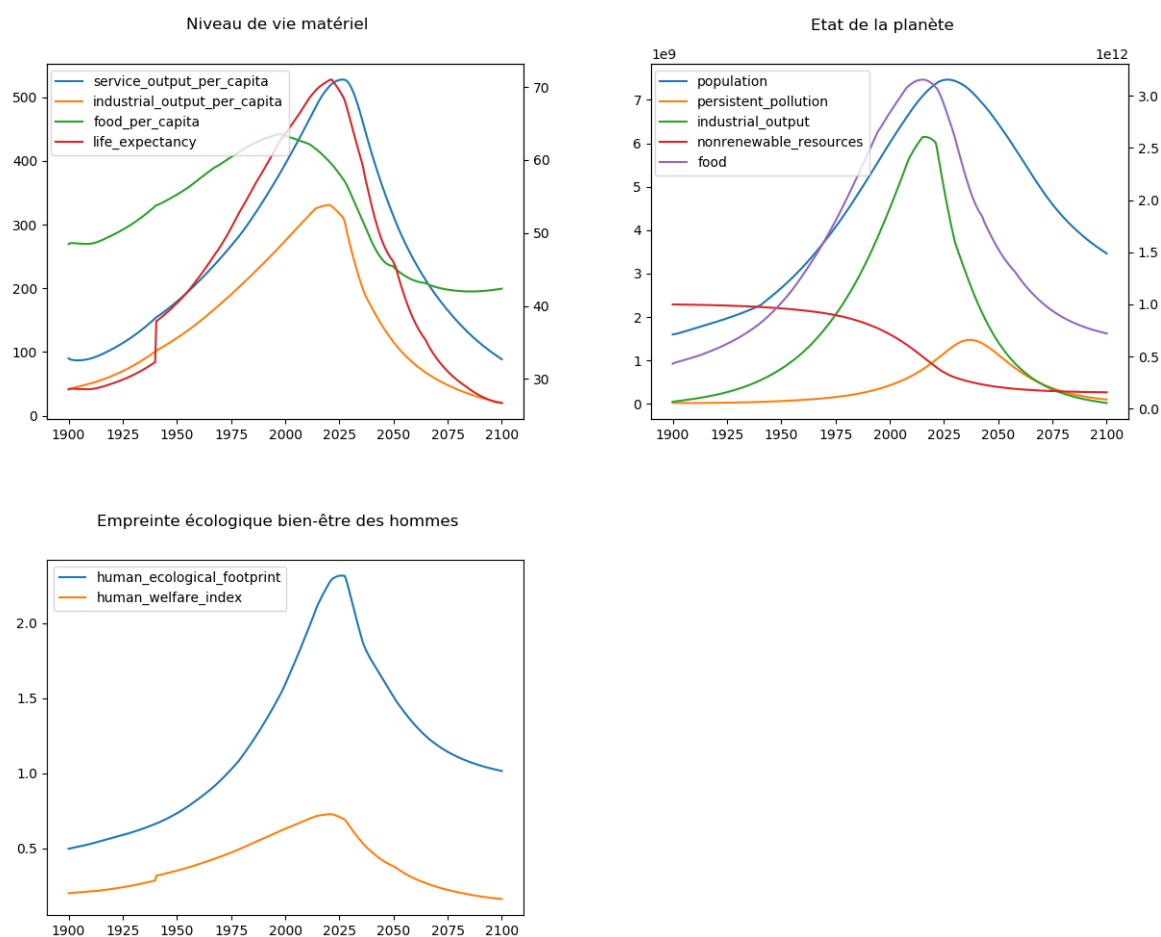 Niveau de vie matériel
service_output_per_capita
industrial_output_per_capita
food_per_capita
life_expectancy
500
400
300
200
100
0
70
60
50
40
30
1900 1925 1950 1975 2000 2025 2050 2075 2100
Etat de la planète
1e9
1e12
population
persistent_pollution
industrial_output
nonrenewable_resources
food
7
6
5
4
3
2
1
0
3.0
2.5
2.0
1.5
1.0
0.5
0.0
1900 1925 1950 1975 2000 2025 2050 2075 2100
Empreinte écologique bien-être des hommes
human_ecological_footprint
human_welfare_index
2.0
1.5
1.0
0.5
1900 1925 1950 1975 2000 2025 2050 2075 2100